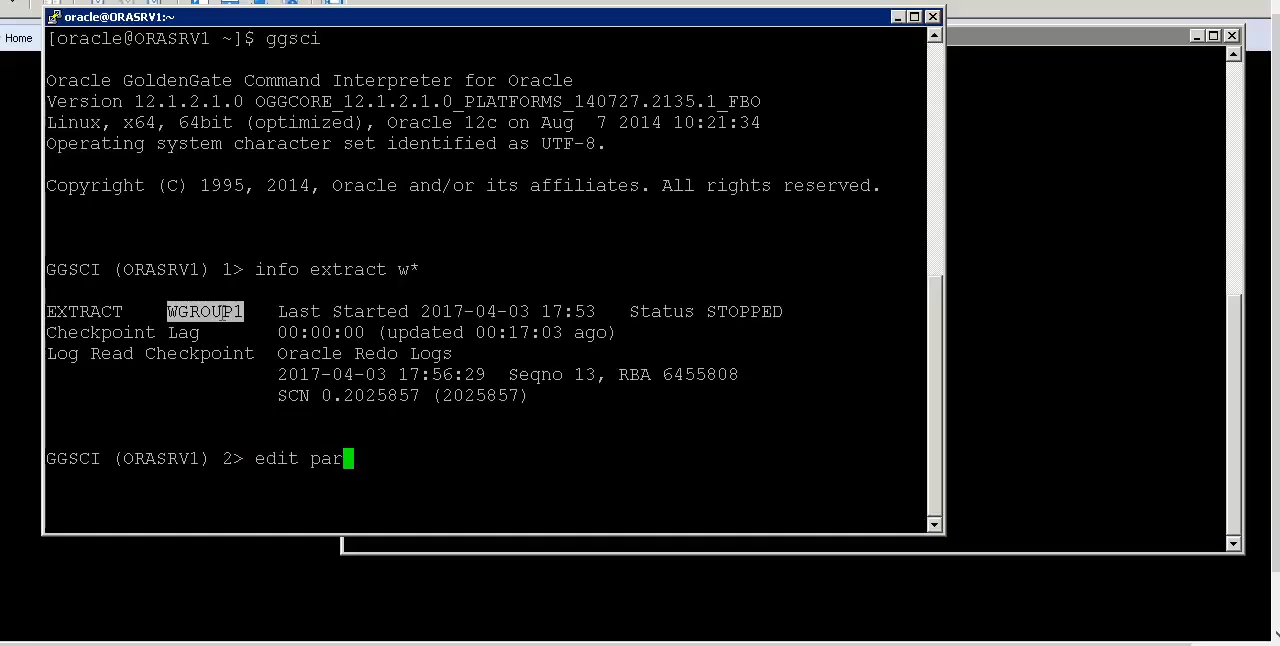 oracle@ORASRV1:~
Home
[oracle@ORASRV1 ~]$ ggsci
Oracle GoldenGate Command Interpreter for Oracle
Version 12.1.2.1.0 OGGCORE_12.1.2.1.0_PLATFORMS_140727.2135.1_FBO
Linux, x64, 64bit (optimized), Oracle 12c on Aug  7 2014 10:21:34
Operating system character set identified as UTF-8.
Copyright (C) 1995, 2014, Oracle and/or its affiliates. All rights reserved.
GGSCI (ORASRV1) 1> info extract w*
EXTRACT    WGROUP1   Last Started 2017-04-03 17:53   Status STOPPED
Checkpoint Lag       00:00:00 (updated 00:17:03 ago)
Log Read Checkpoint  Oracle Redo Logs
2017-04-03 17:56:29  Seqno 13, RBA 6455808
SCN 0.2025857 (2025857)
GGSCI (ORASRV1) 2> edit par